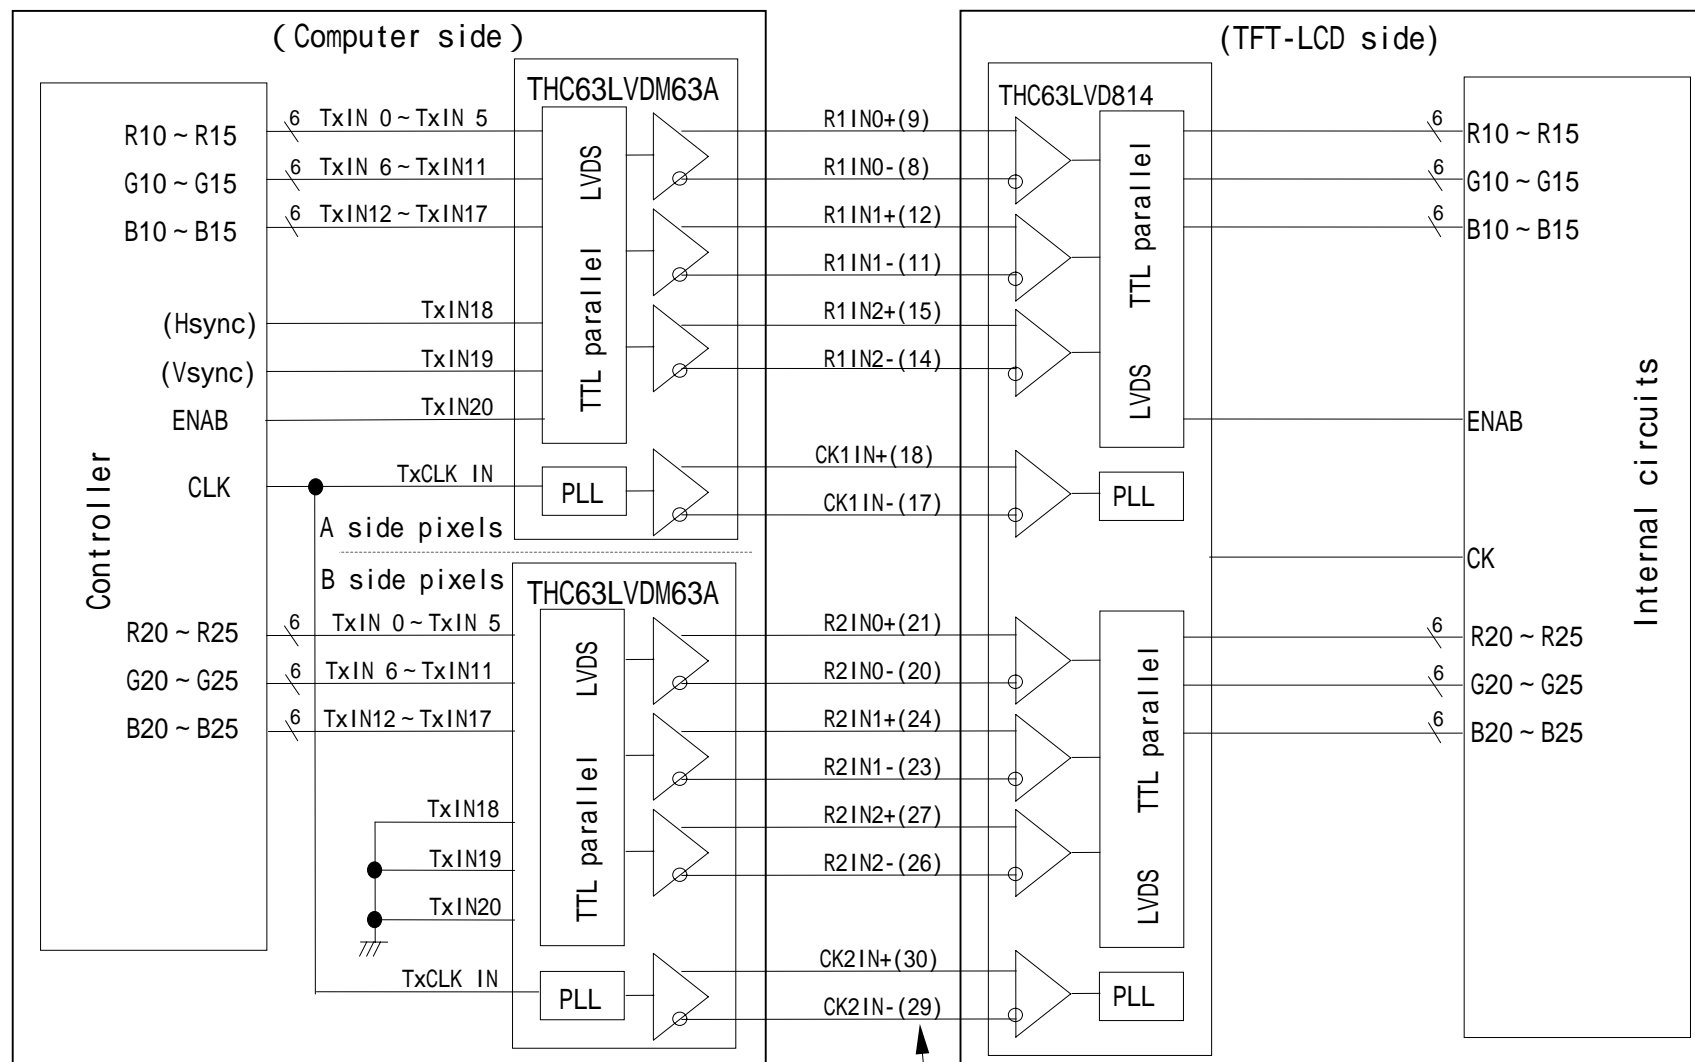 (Computer side)
(TFT-LCD side)
THC63LVDM63A
THC63LVD814
R10~R15
6
TxIN 0~TxIN 5
R1IN0+(9)
6
R10~R15
G10~G15
6
TxIN 6~TxIN11
R1IN0-(8)
6
G10~G15
B10~B15
6
TxIN12~TxIN17
R1IN1+(12)
6
B10~B15
R1IN1-(11)
(Hsync)
TxIN18
R1IN2+(15)
(Vsync)
TxIN19
R1IN2-(14)
ENAB
TxIN20
ENAB
TTL parallel LVDS
LVDS TTL parallel
CLK
TxCLK IN
PLL
CK1IN+(18)
CK1IN-(17)
PLL
A side pixels
CK
B side pixels
Controller
Internal circuits
THC63LVDM63A
R20~R25
6
TxIN 0~TxIN 5
R2IN0+(21)
6
R20~R25
G20~G25
6
TxIN 6~TxIN11
R2IN0-(20)
6
G20~G25
B20~B25
6
TxIN12~TxIN17
R2IN1+(24)
6
B20~B25
R2IN1-(23)
TxIN18
R2IN2+(27)
TxIN19
R2IN2-(26)
TxIN20
TTL parallel LVDS
LVDS TTL parallel
TxCLK IN
PLL
CK2IN+(30)
CK2IN-(29)
PLL